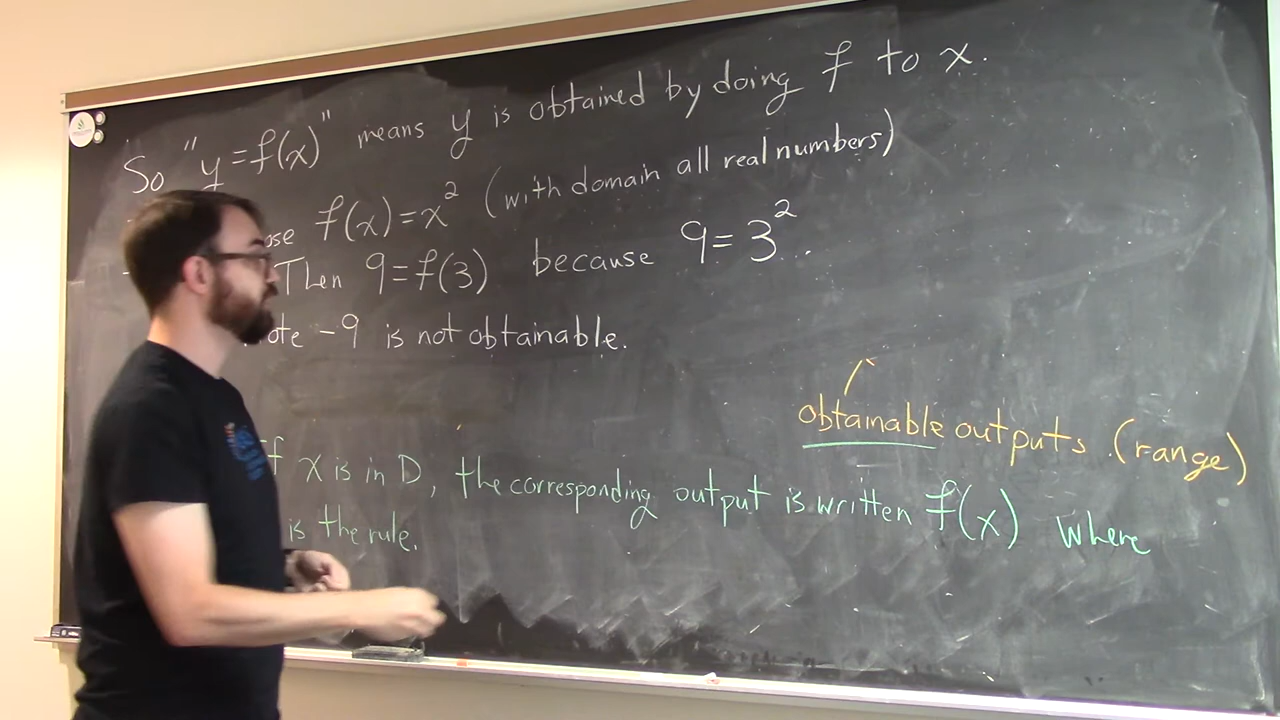 So "y = f(x)" means y is obtained by doing f to x.
f(x) = x² (with domain all real numbers)
Then 9 = f(3) because 9 = 3².
-9 is not obtainable.
obtainable outputs. (range)
x is in D, the corresponding output is written f(x) where
is the rule.